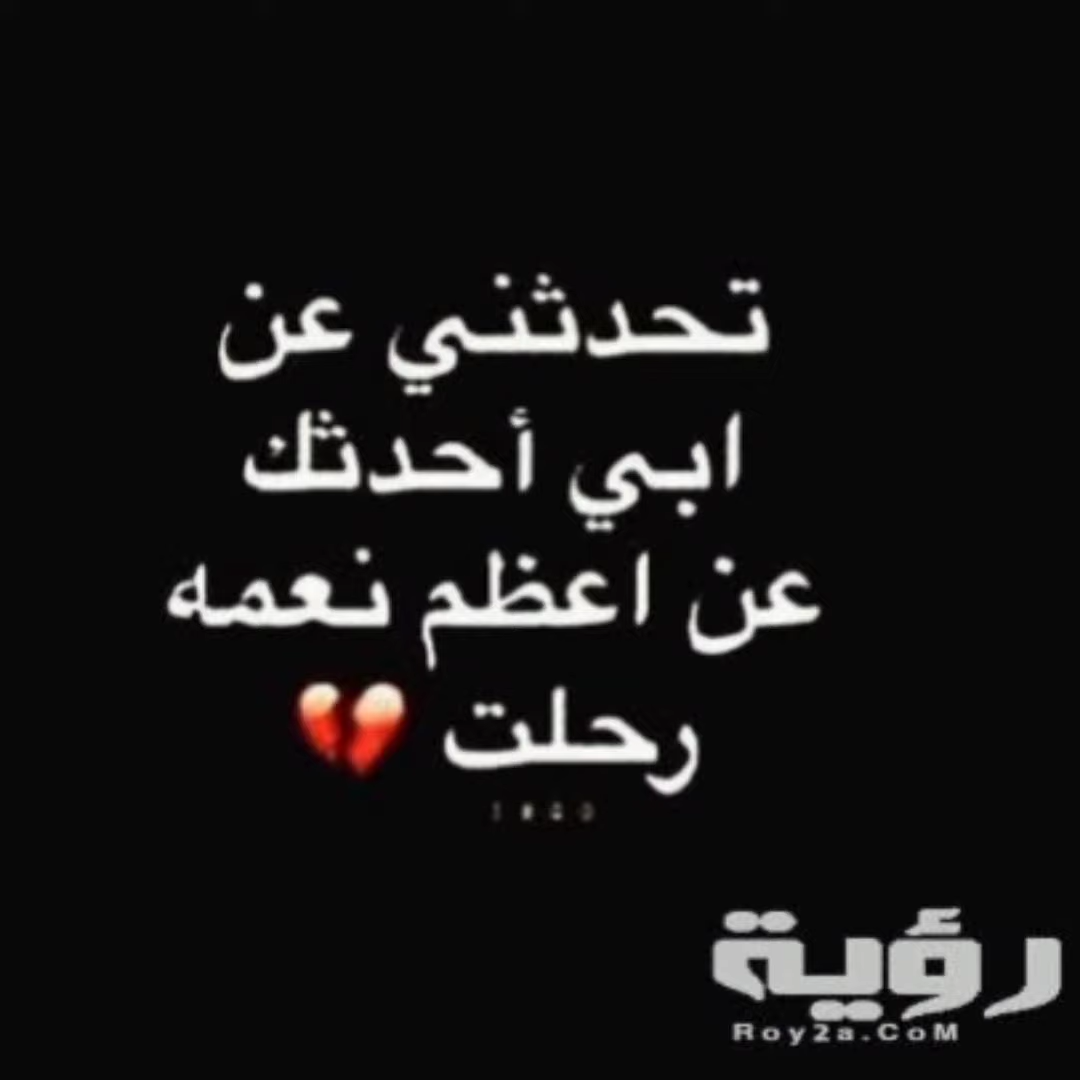 تحدثني عن
ابي أحدثك
عن اعظم نعمه
رحلت 💔
رؤية
Roy2a.CoM